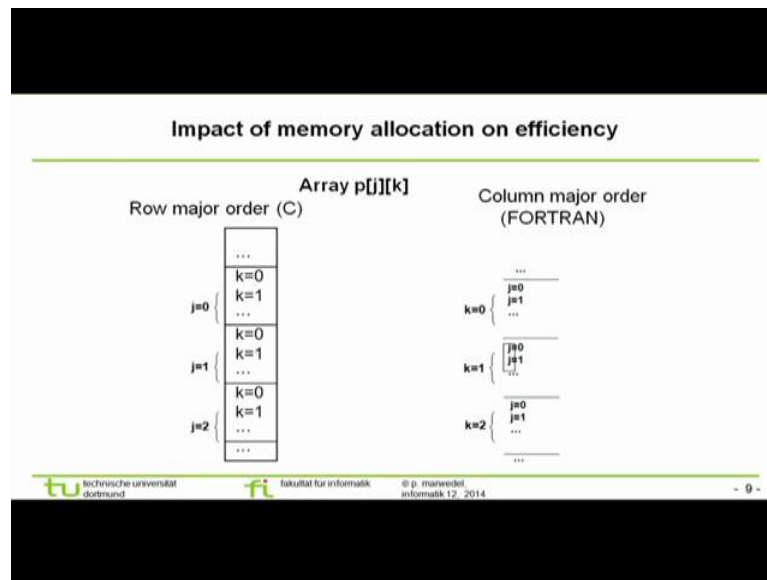 Impact of memory allocation on efficiency
Array p[j][k]
Row major order (C)
...
j=0
k=0
k=1
...
j=1
k=0
k=1
...
j=2
k=0
k=1
...
...
Column major order
(FORTRAN)
...
k=0
j=0
j=1
...
k=1
j=0
j=1
...
k=2
j=0
j=1
...
...
tu technische universität
dortmund
fi fakultät für informatik
© p. marwedel,
informatik 12, 2014
- 9 -